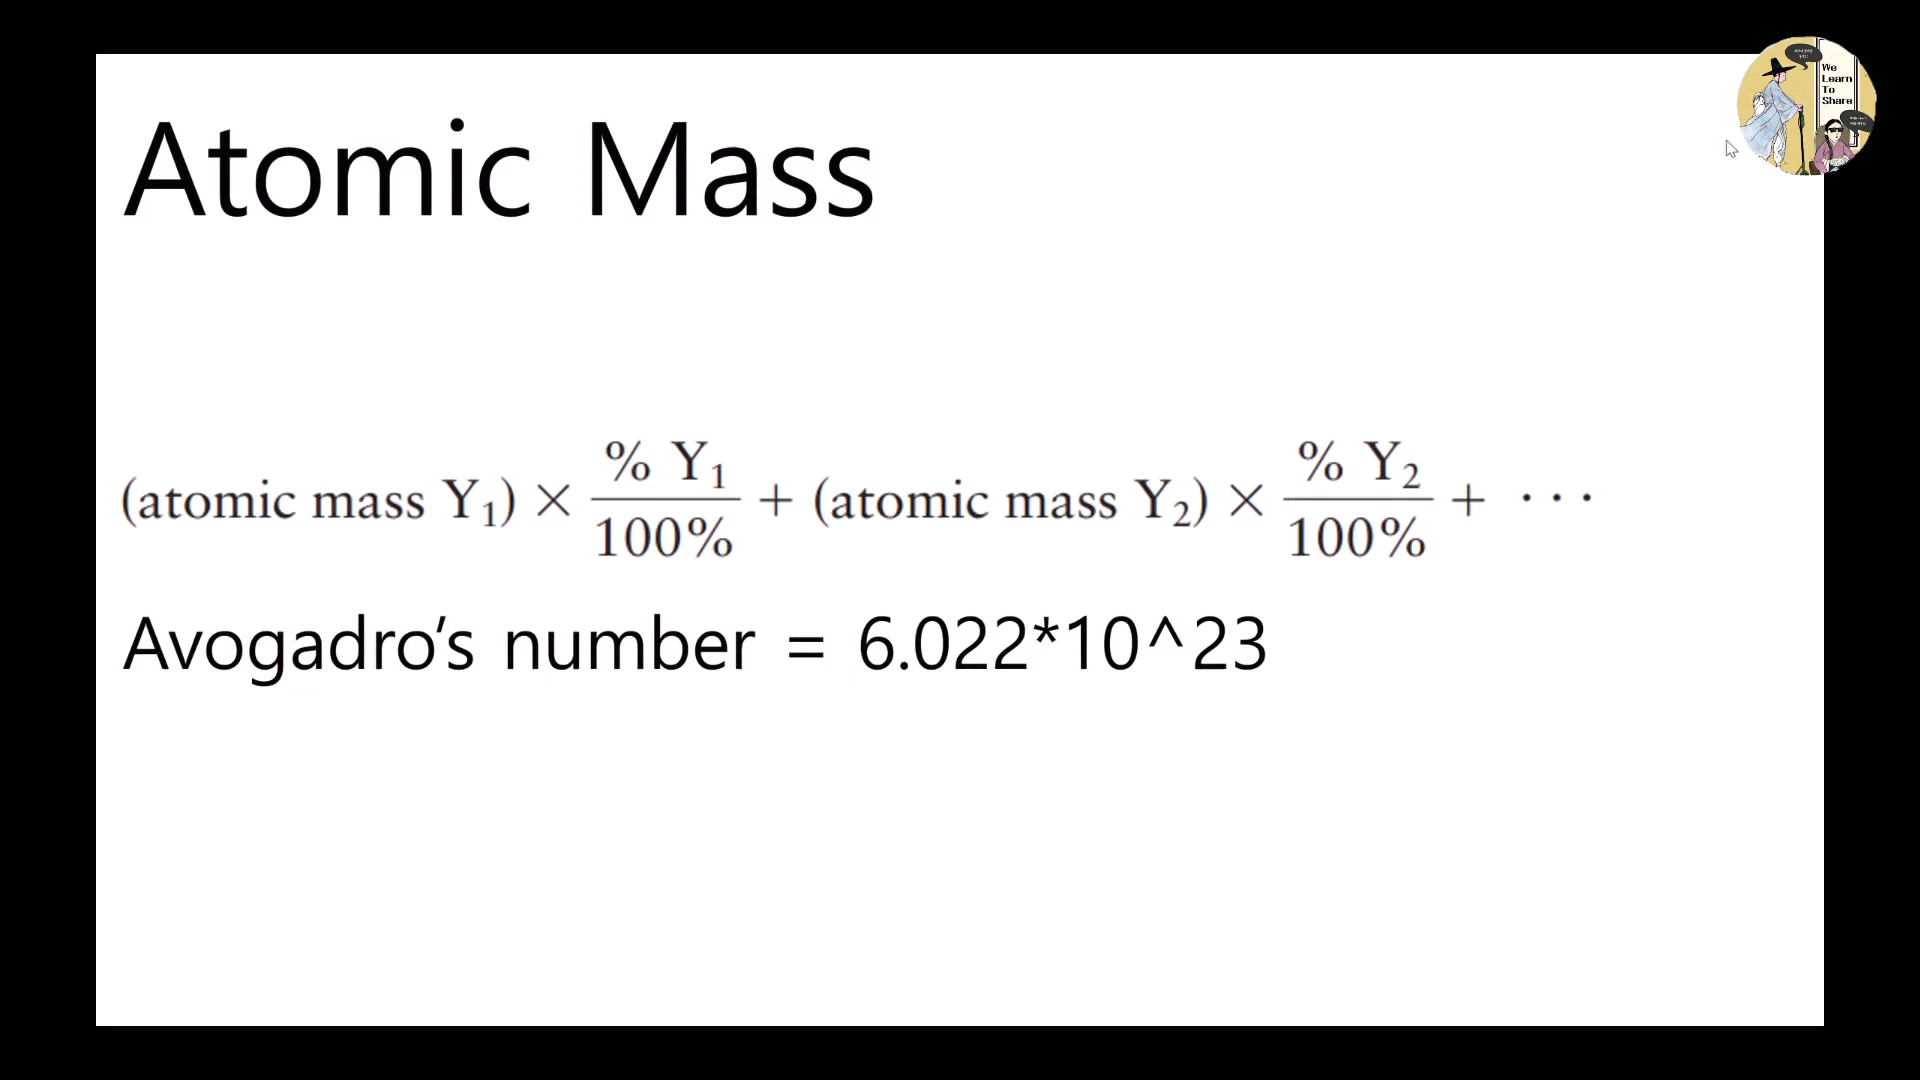 We
Learn
To
Share
Atomic Mass
(atomic mass Y₁) × % Y₁/100% + (atomic mass Y₂) × % Y₂/100% + ···
Avogadro’s number = 6.022*10^23